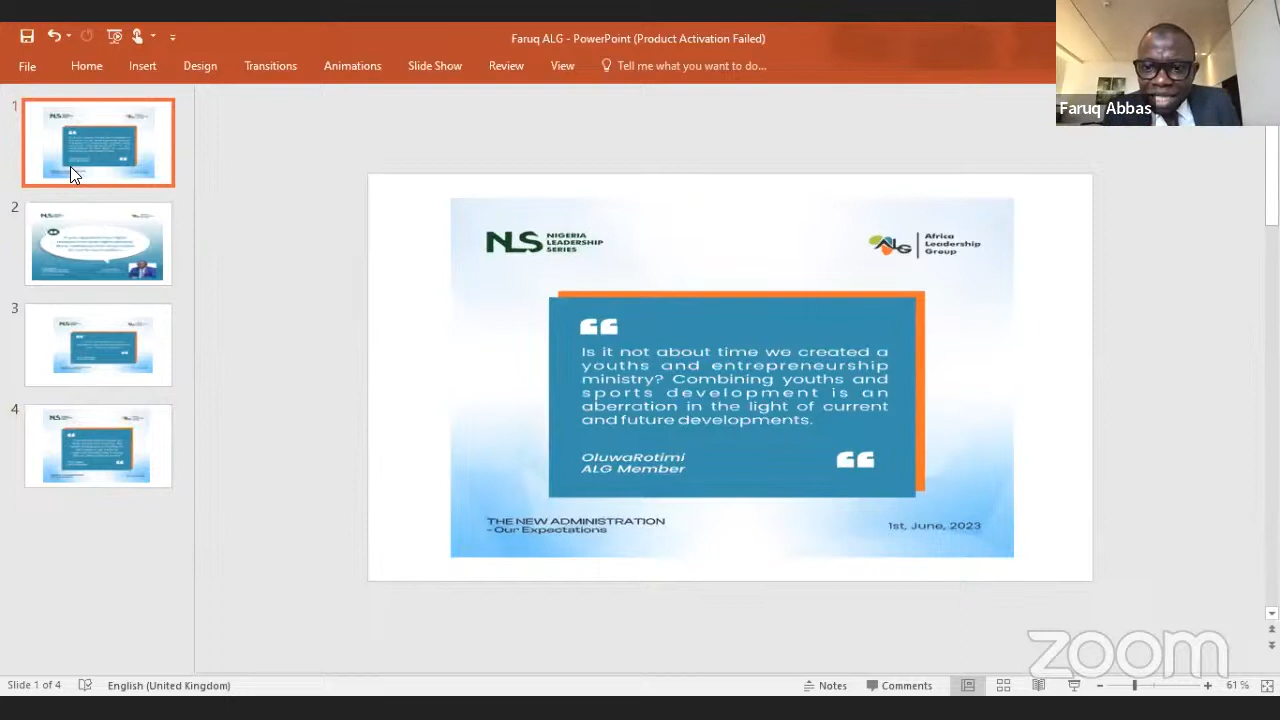 Faruq ALG - PowerPoint (Product Activation Failed)
File Home Insert Design Transitions Animations Slide Show Review View Tell me what you want to do...
Faruq Abbas
1
2
3
4
NLS NIGERIA
LEADERSHIP
SERIES
ALG Africa
Leadership
Group
Is it not about time we created a
youths and entrepreneurship
ministry? Combining youths and
sports development is an
aberration in the light of current
and future developments.
OluwaRotimi
ALG Member
THE NEW ADMINISTRATION
- Our Expectations
1st, June, 2023
zoom
Slide 1 of 4 English (United Kingdom) Notes Comments 61 %